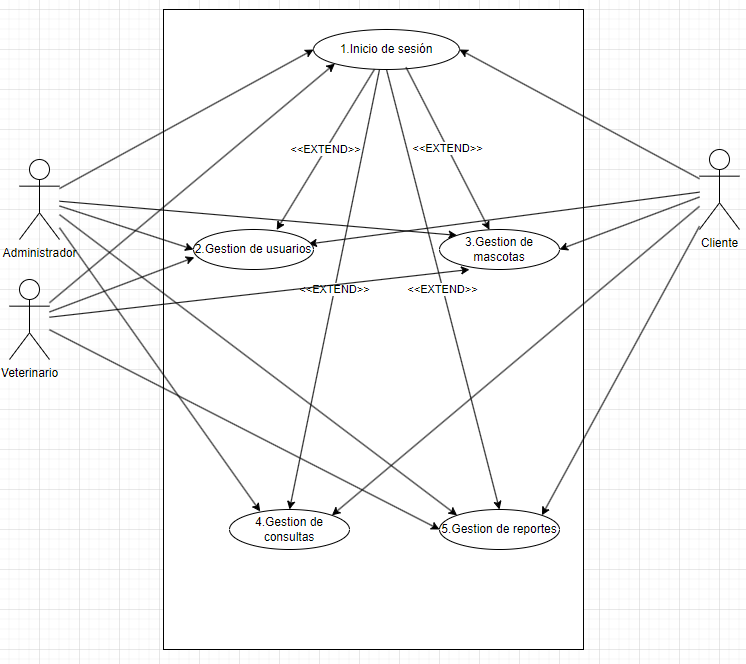 1.Inicio de sesión
<<EXTEND>>
<<EXTEND>>
Administrador
2.Gestion de usuarios
3.Gestion de
mascotas
Cliente
<<EXTEND>>
<<EXTEND>>
Veterinario
4.Gestion de
consultas
5.Gestion de reportes